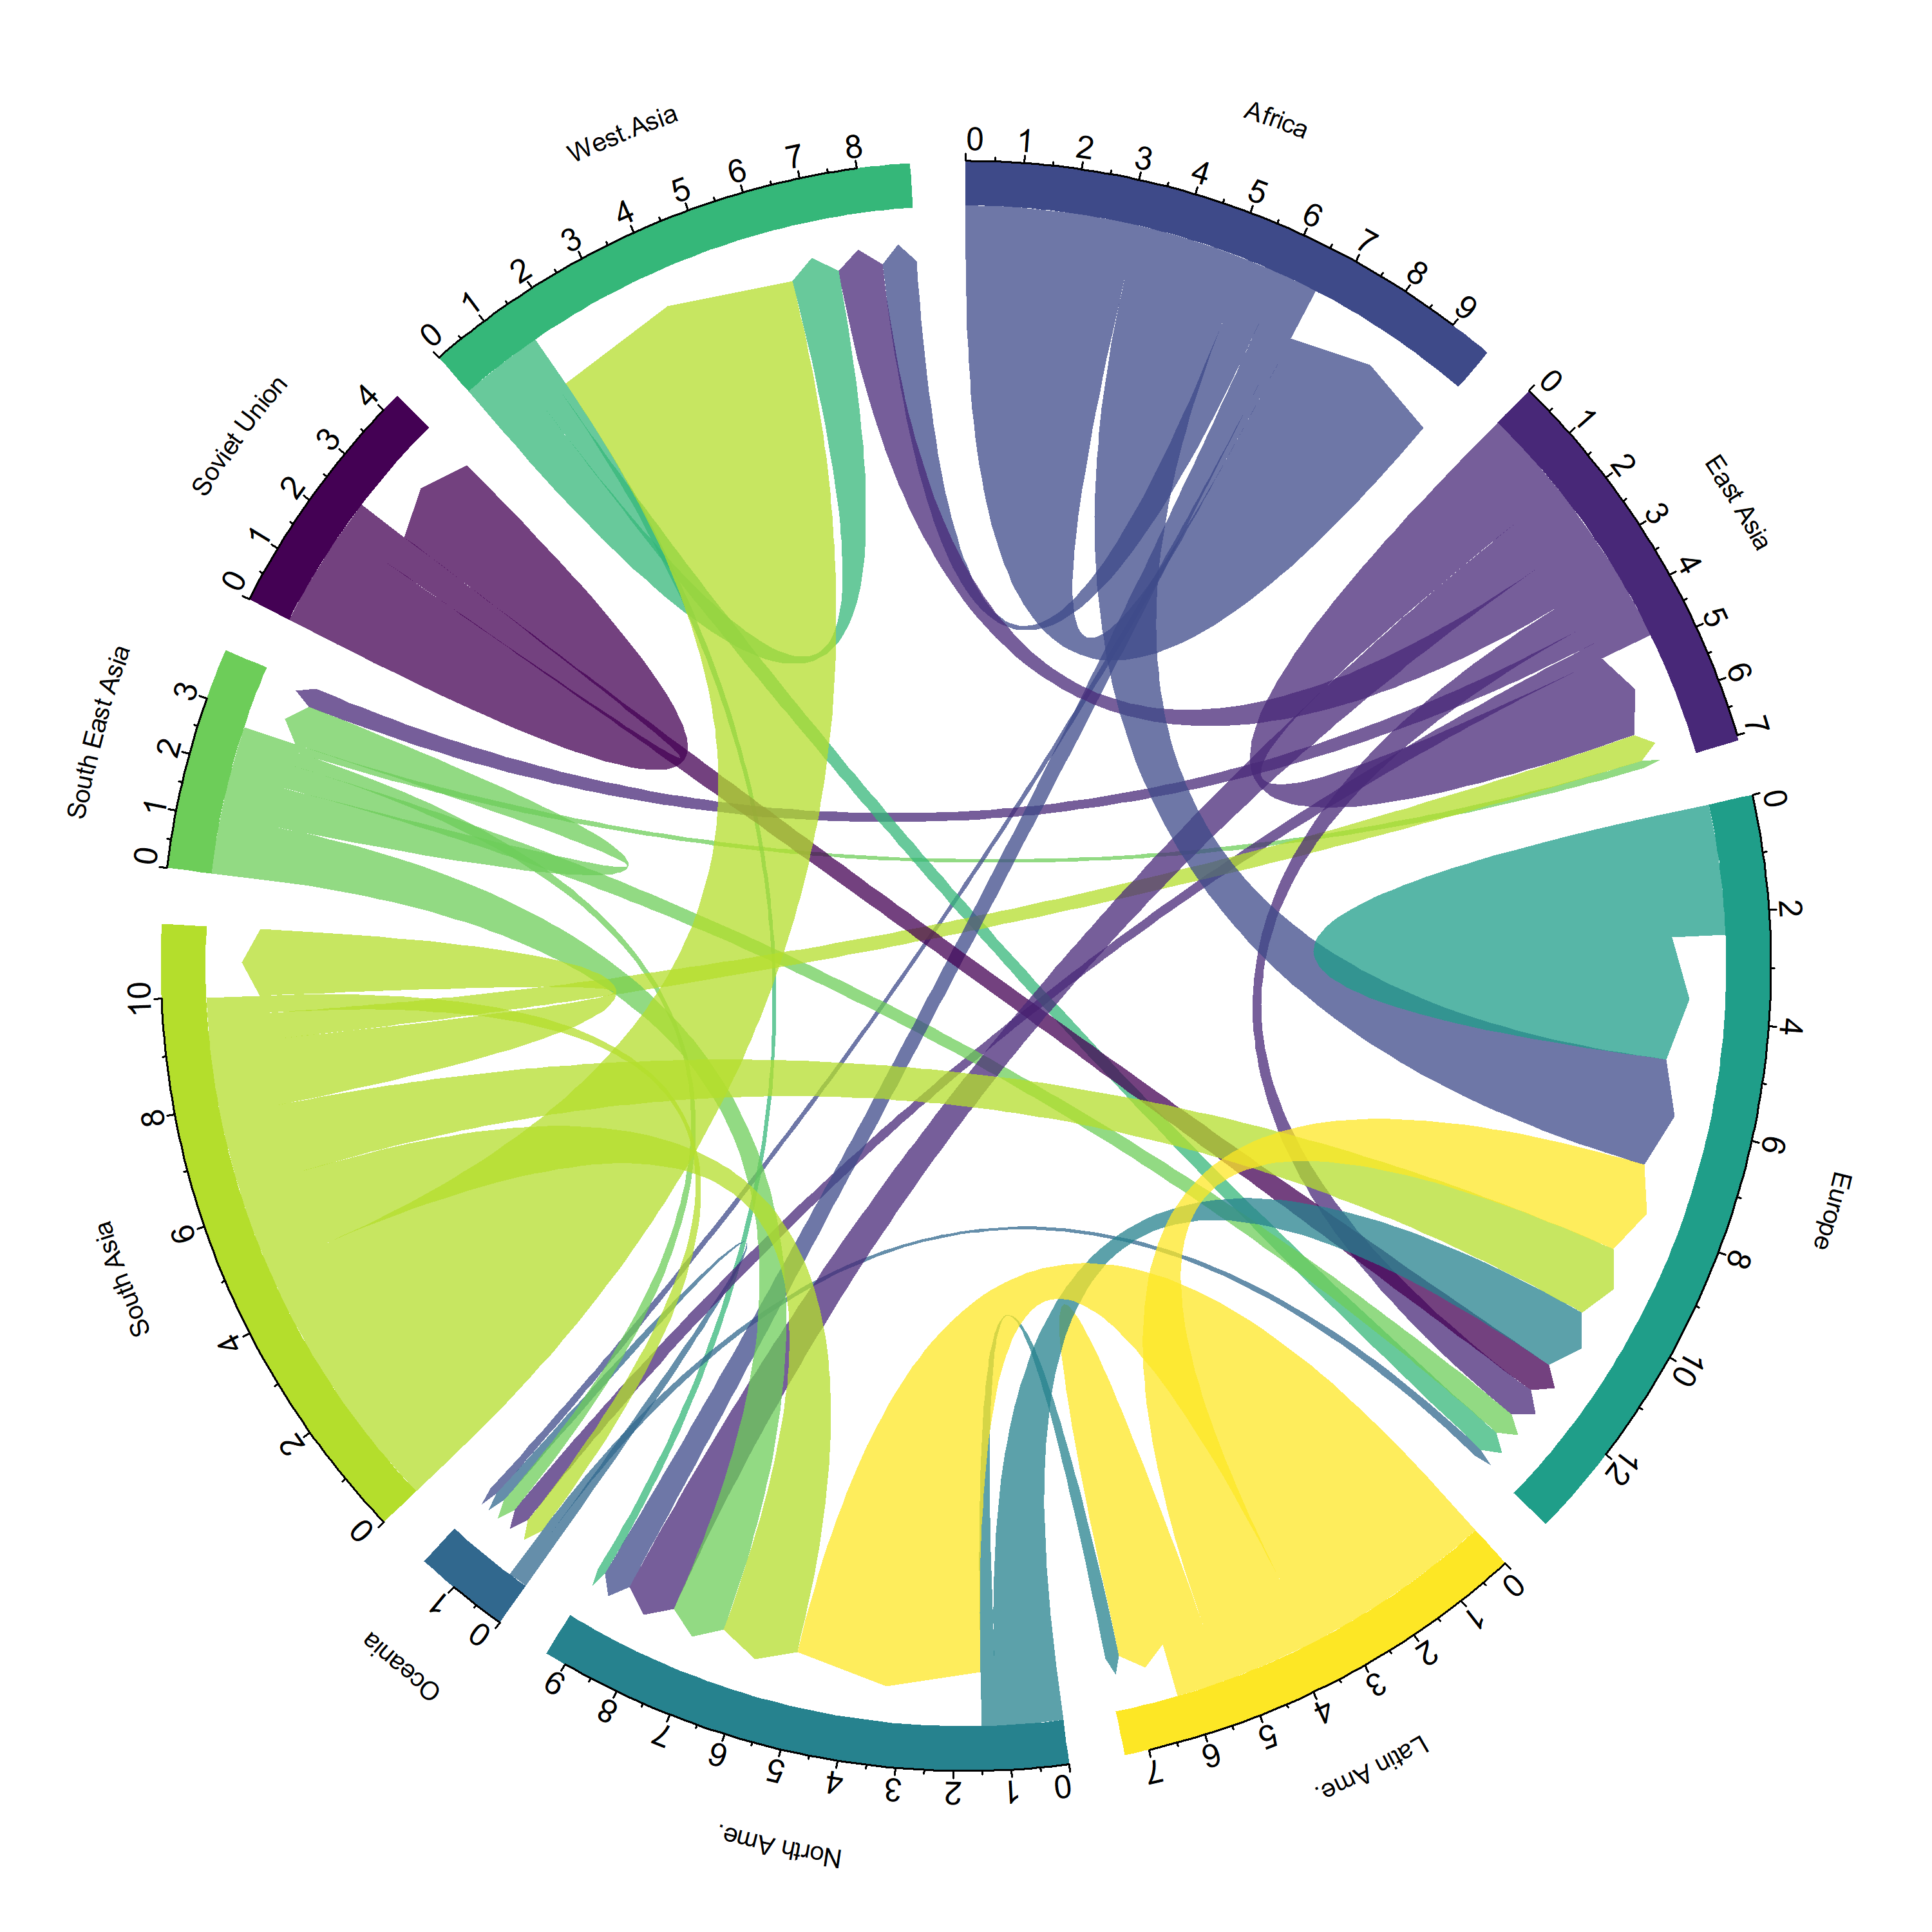 Africa
0 1 2 3 4 5 6 7 8 9
East Asia
0 1 2 3 4 5 6 7
Europe
0 2 4 6 8 10 12
Latin Ame.
0 1 2 3 4 5 6 7
North Ame.
0 1 2 3 4 5 6 7 8 9
Oceania
0 1
South Asia
0 2 4 6 8 10
South East Asia
0 1 2 3
Soviet Union
0 1 2 3 4
West.Asia
0 1 2 3 4 5 6 7 8